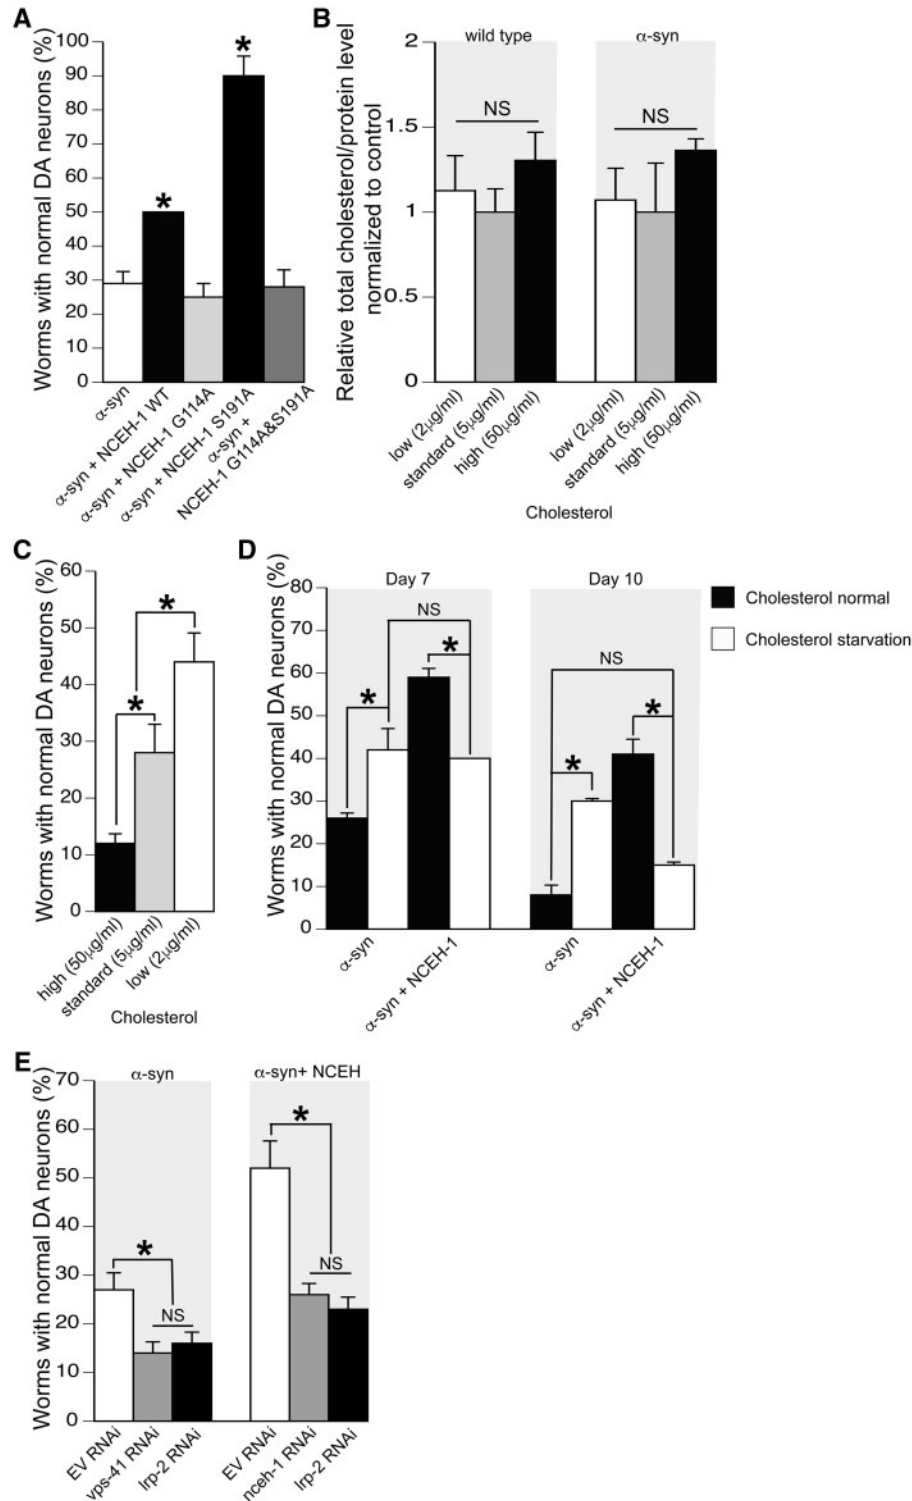 A
Worms with normal DA neurons (%)
100
90
80
70
60
50
40
30
20
10
0
*
*
α-syn
α-syn + NCEH-1 WT
α-syn + NCEH-1 G114A
α-syn + NCEH-1 S191A
α-syn +
NCEH-1 G114A&S191A
B
Relative total cholesterol/protein level
normalized to control
2
1.5
1
0.5
0
wild type
α-syn
NS
NS
low (2μg/ml)
standard (5μg/ml)
high (50μg/ml)
low (2μg/ml)
standard (5μg/ml)
high (50μg/ml)
Cholesterol
C
Worms with normal DA neurons (%)
60
50
40
30
20
10
0
*
*
high (50μg/ml)
standard (5μg/ml)
low (2μg/ml)
Cholesterol
D
Worms with normal DA neurons (%)
80
70
60
50
40
30
20
10
0
Day 7
Day 10
NS
*
*
NS
*
*
α-syn
α-syn + NCEH-1
α-syn
α-syn + NCEH-1
Cholesterol normal
Cholesterol starvation
E
Worms with normal DA neurons (%)
70
60
50
40
30
20
10
0
α-syn
α-syn+ NCEH
*
NS
*
NS
EV RNAi
vps-41 RNAi
lrp-2 RNAi
EV RNAi
nceh-1 RNAi
lrp-2 RNAi